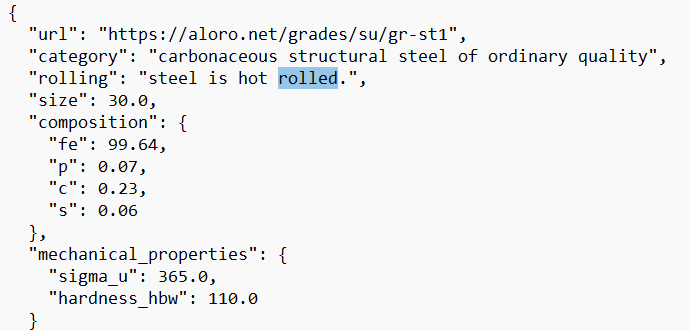 {
"url": "https://aloro.net/grades/su/gr-st1",
"category": "carbonaceous structural steel of ordinary quality",
"rolling": "steel is hot rolled.",
"size": 30.0,
"composition": {
"fe": 99.64,
"p": 0.07,
"c": 0.23,
"s": 0.06
},
"mechanical_properties": {
"sigma_u": 365.0,
"hardness_hbw": 110.0
}